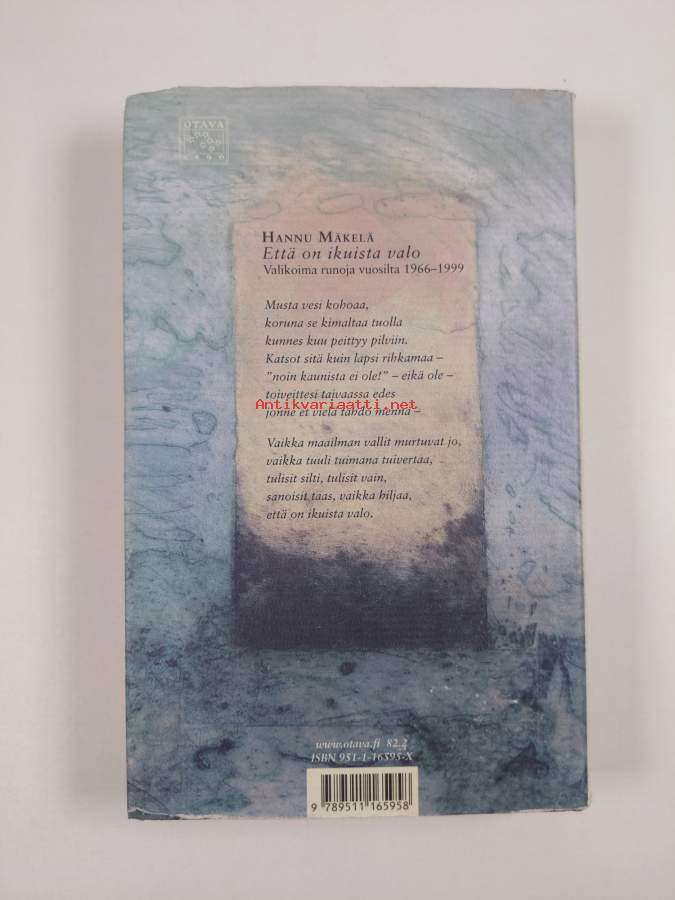 OTAVA
1890
HANNU MÄKELÄ
Että on ikuista valo
Valikoima runoja vuosilta 1966–1999
Musta vesi kohoaa,
koruna se kimaltaa tuolla
kunnes kuu peittyy pilviin.
Katsot sitä kuin lapsi rihkamaa –
”noin kaunista ei ole!” – eikä ole –
toiveittesi taivaassa edes
Antikvariaatti.net
jonne et vielä tahdo mennä –
Vaikka maailman vallit murtuvat jo,
vaikka tuuli tuimana tuivertaa,
tulisit silti, tulisit vain,
sanoisit taas, vaikka hiljaa,
että on ikuista valo.
www.otava.fi 82.2
ISBN 951-1-16595-X
9 789511 165958